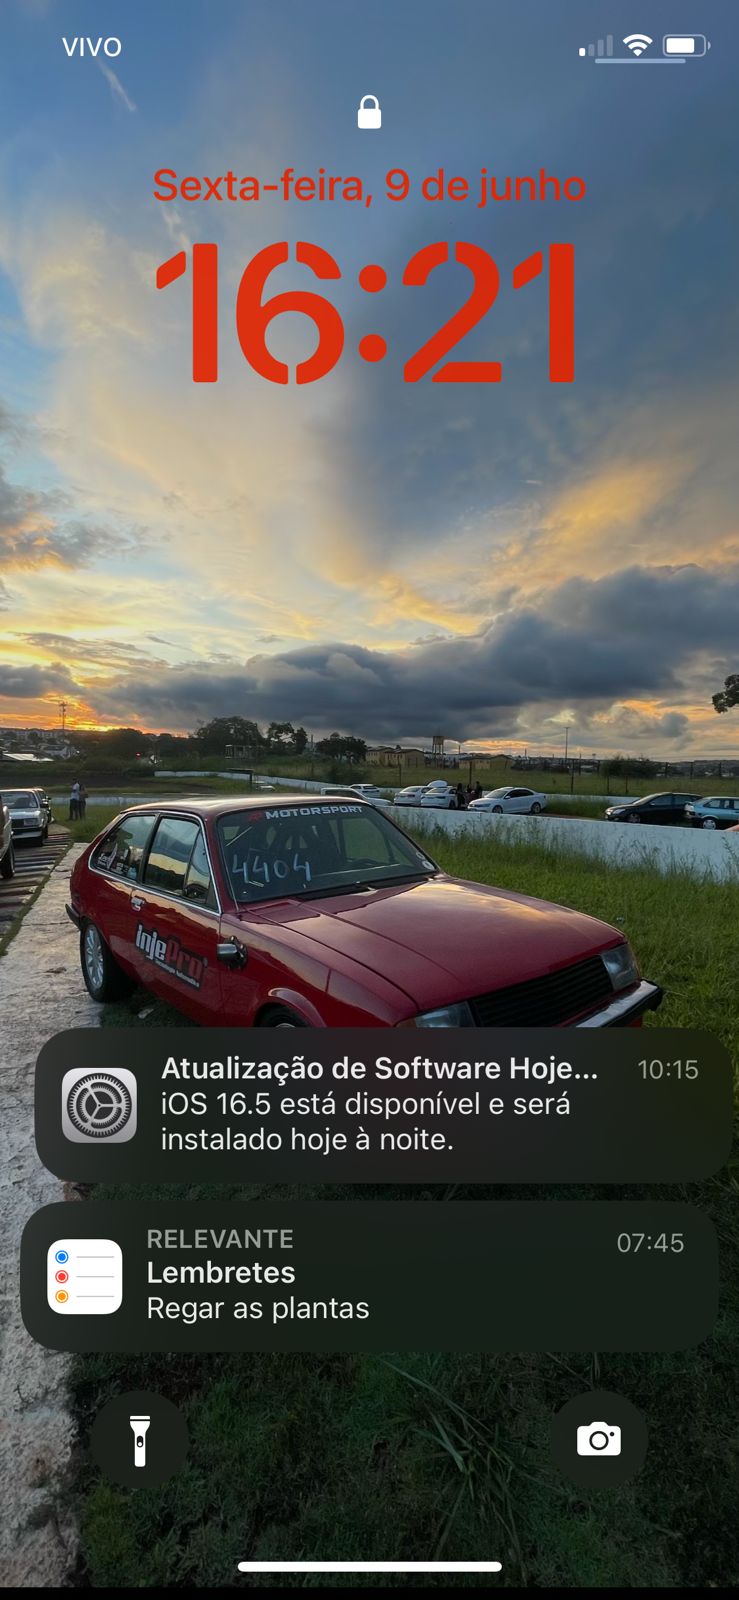 VIVO
Sexta-feira, 9 de junho
16:21
MOTORSPORT
4404
InjePro
Atualização de Software Hoje... 10:15
iOS 16.5 está disponível e será
instalado hoje à noite.
RELEVANTE 07:45
Lembretes
Regar as plantas